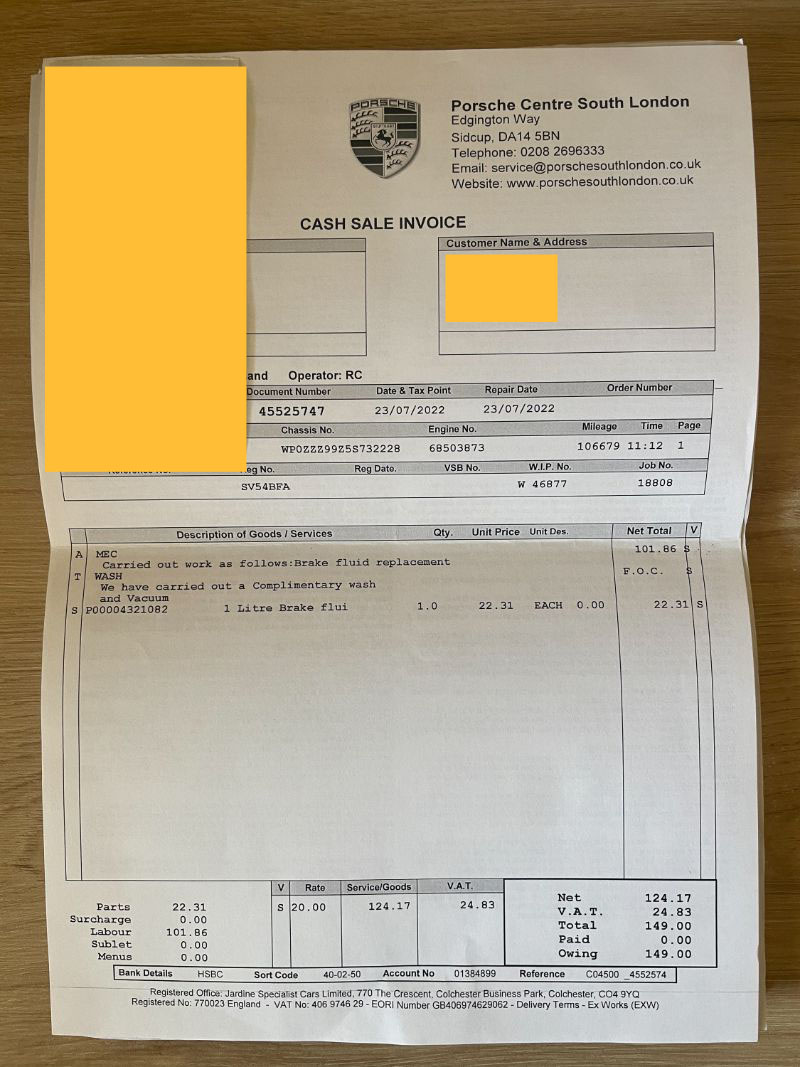 PORSCHE
Porsche Centre South London
Edgington Way
Sidcup, DA14 5BN
Telephone: 0208 2696333
Email: service@porschesouthlondon.co.uk
Website: www.porschesouthlondon.co.uk
CASH SALE INVOICE
Customer Name & Address
and Operator: RC
Document Number Date & Tax Point Repair Date Order Number
45525747 23/07/2022 23/07/2022
Chassis No. Engine No. Mileage Time Page
WP0ZZZ99Z5S732228 68503873 106679 11:12 1
Reg Date. VSB No. W.I.P. No. Job No.
SV54BFA W 46877 18808
Description of Goods / Services Qty. Unit Price Unit Des. Net Total V
A MEC 101.86 S
Carried out work as follows:Brake fluid replacement
T WASH F.O.C. S
We have carried out a Complimentary wash
and Vacuum
S P00004321082 1 Litre Brake flui 1.0 22.31 EACH 0.00 22.31 S
V Rate Service/Goods V.A.T.
S 20.00 124.17 24.83
Parts 22.31
Surcharge 0.00
Labour 101.86
Sublet 0.00
Menus 0.00
Net 124.17
V.A.T. 24.83
Total 149.00
Paid 0.00
Owing 149.00
Bank Details HSBC Sort Code 40-02-50 Account No 01384899 Reference C04500 _4552574
Registered Office: Jardine Specialist Cars Limited, 770 The Crescent, Colchester Business Park, Colchester, CO4 9YQ
Registered No: 770023 England - VAT No: 406 9746 29 - EORI Number GB406974629062 - Delivery Terms - Ex Works (EXW)